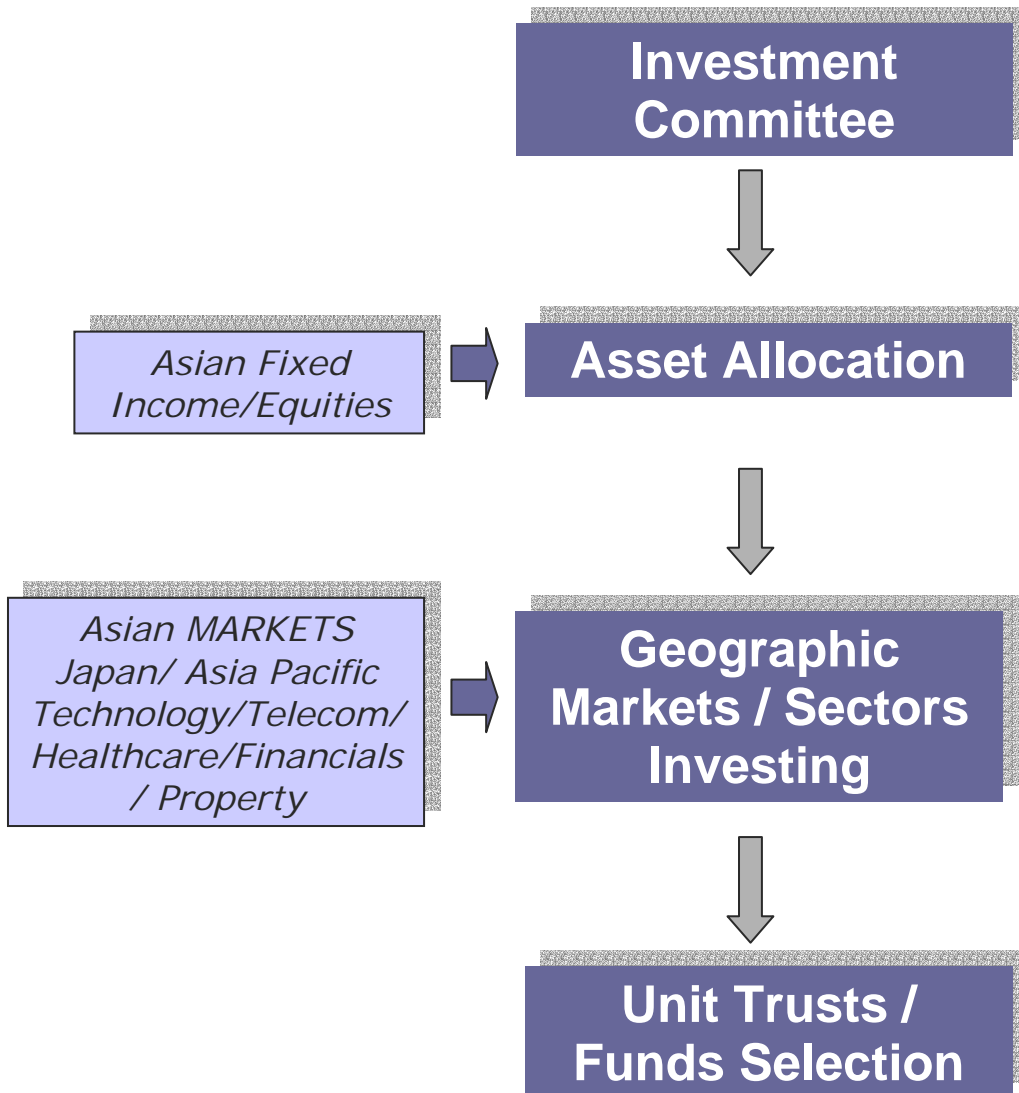 Investment
Committee
Asian Fixed
Income/Equities
Asset Allocation
Asian MARKETS
Japan/ Asia Pacific
Technology/Telecom/
Healthcare/Financials
/ Property
Geographic
Markets / Sectors
Investing
Unit Trusts /
Funds Selection